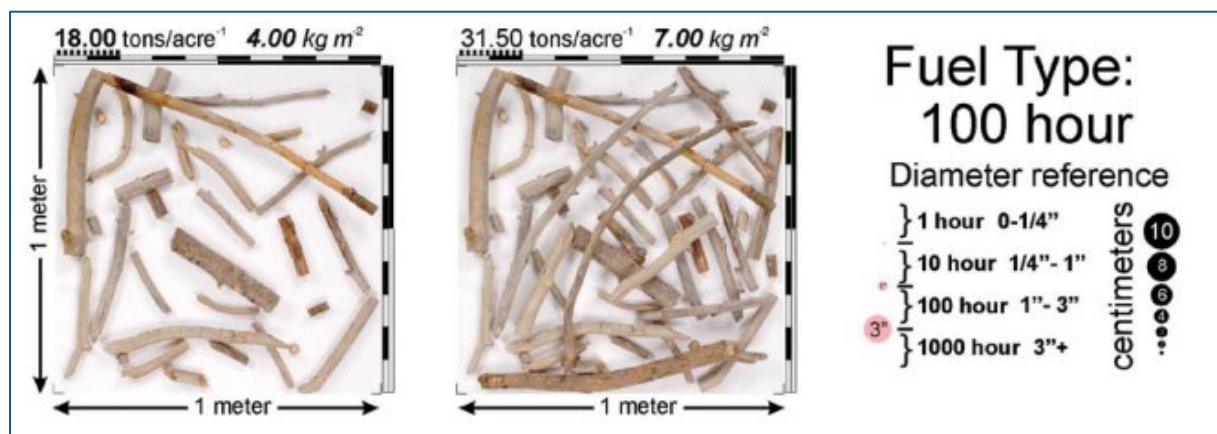 18.00 tons/acre⁻¹ 4.00 kg m⁻²
1 meter
1 meter
31.50 tons/acre⁻¹ 7.00 kg m⁻²
1 meter
Fuel Type:
100 hour
Diameter reference
} 1 hour 0-1/4”
} 10 hour 1/4”- 1”
} 100 hour 1”- 3”
} 1000 hour 3”+
3”
centimeters
10
8
6
4